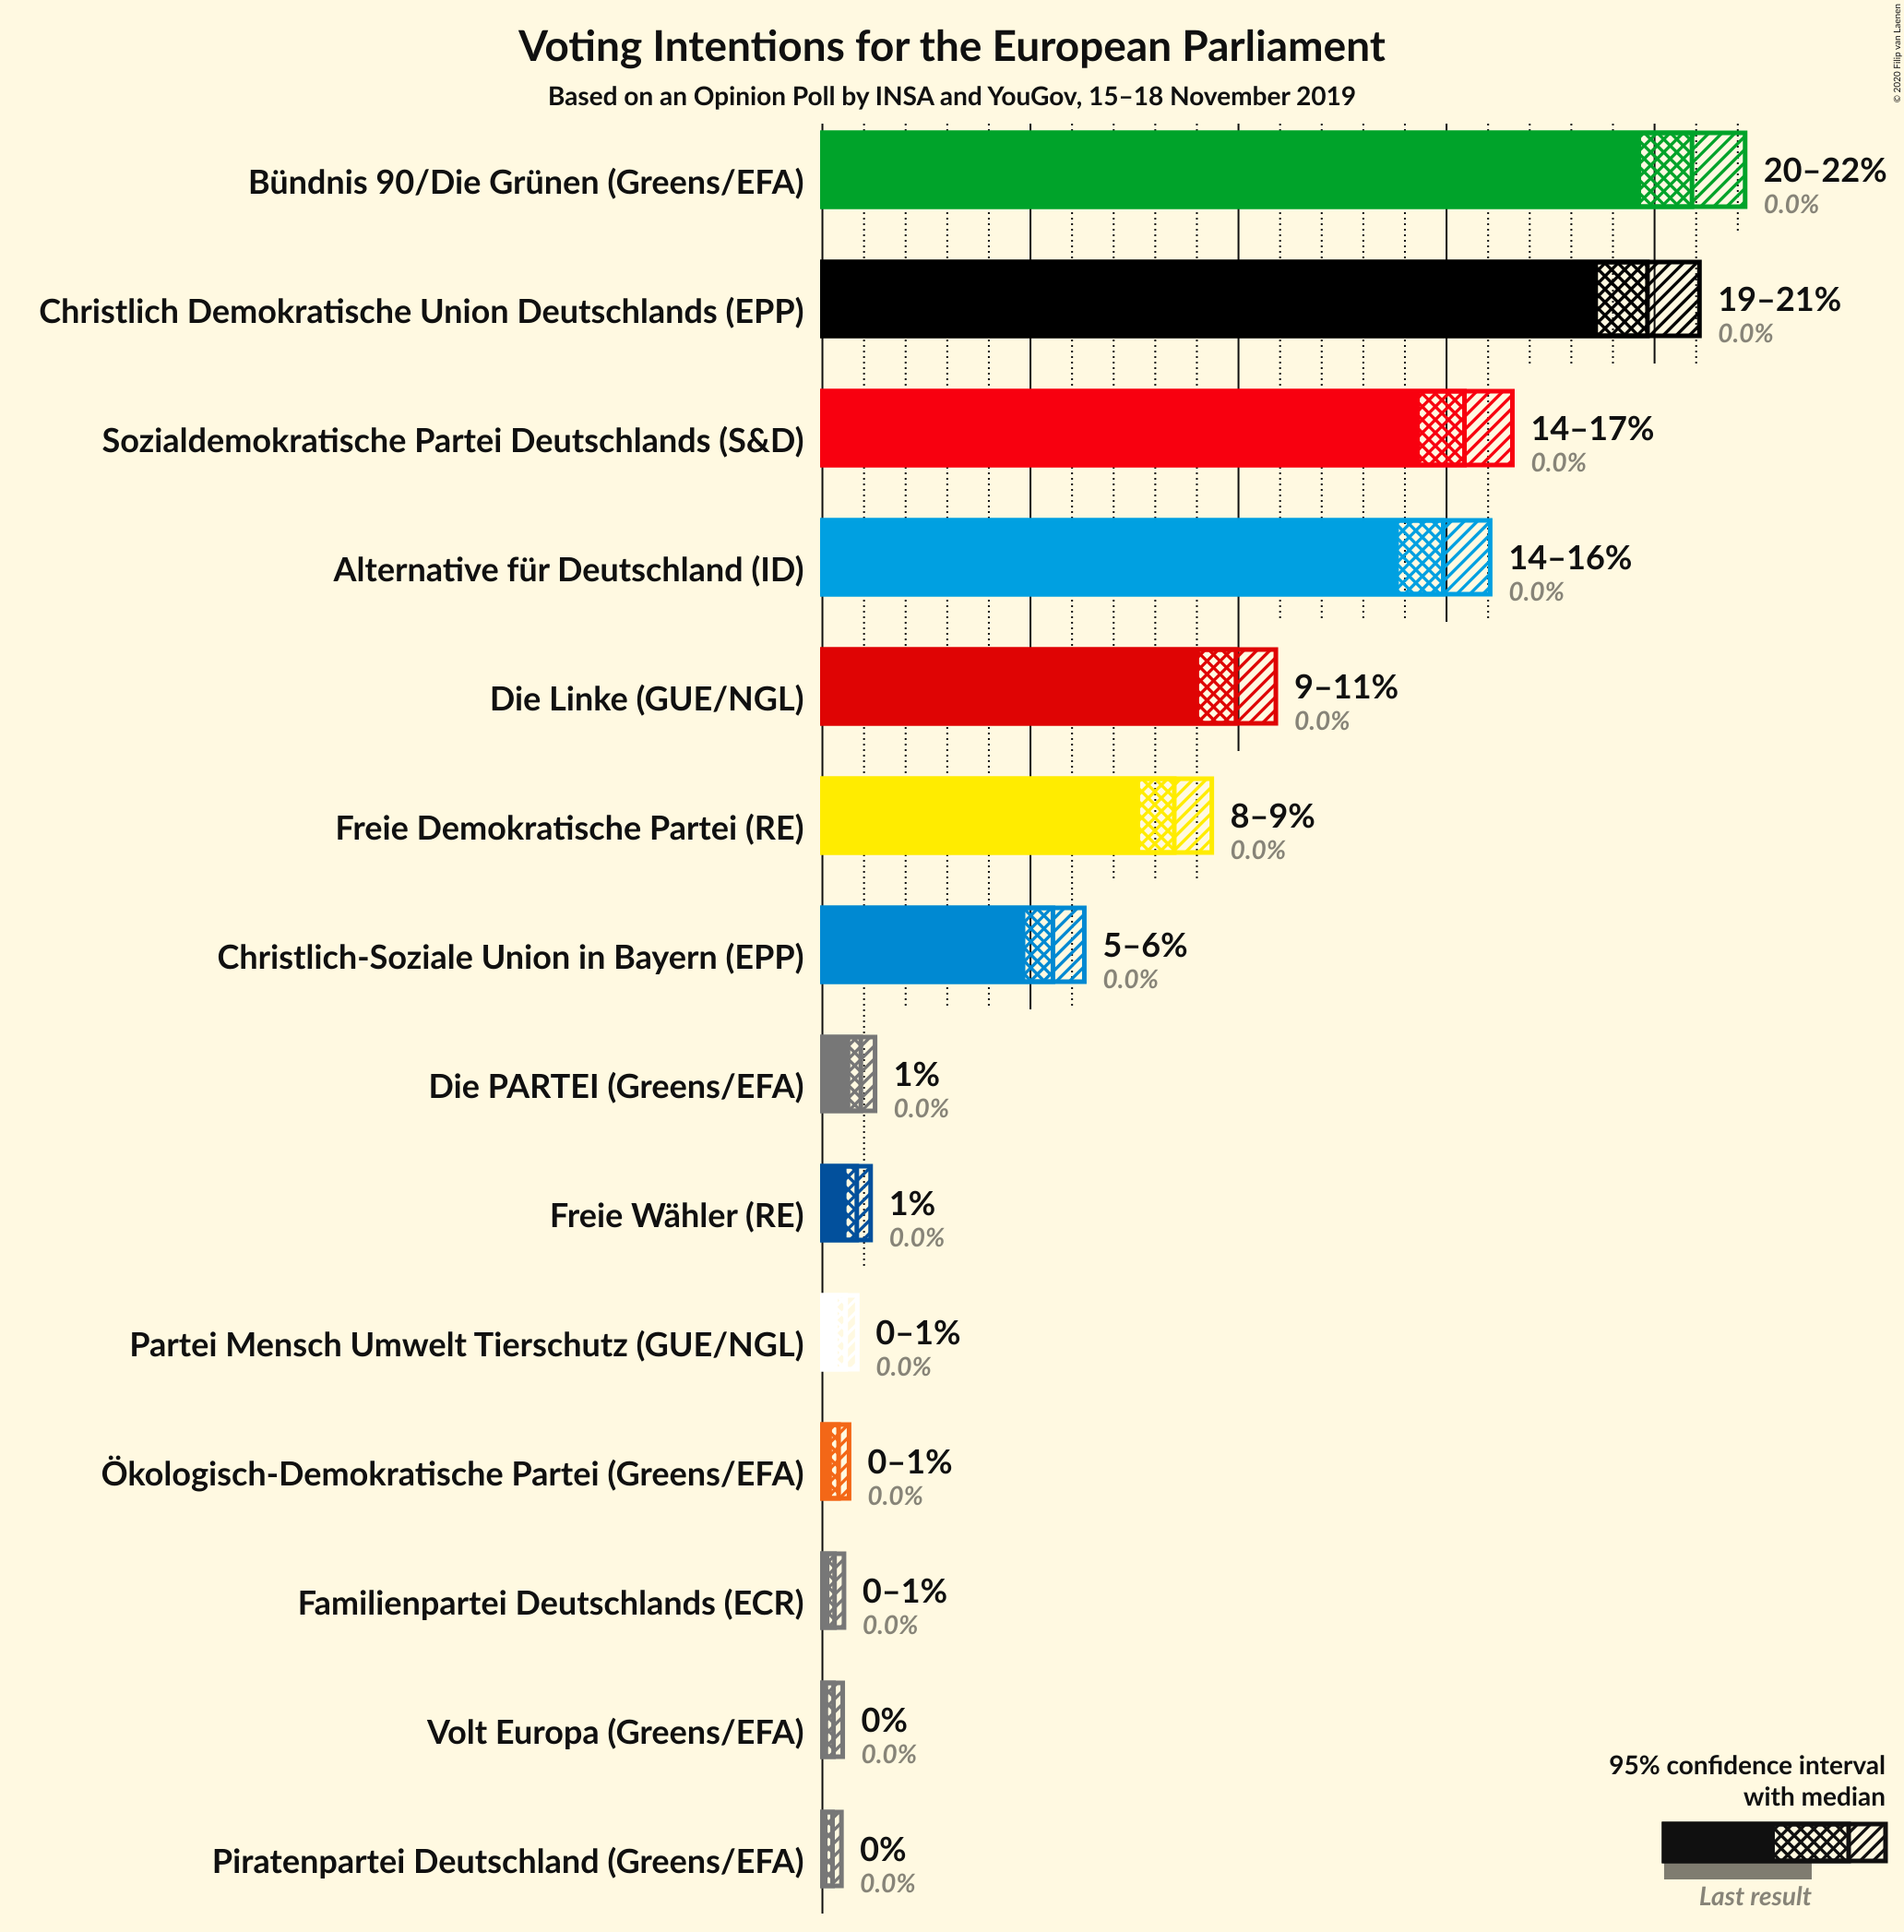 Voting Intentions for the European Parliament
Based on an Opinion Poll by INSA and YouGov, 15–18 November 2019
© 2020 Filip van Laenen
Bündnis 90/Die Grünen (Greens/EFA)
20–22%
0.0%
Christlich Demokratische Union Deutschlands (EPP)
19–21%
0.0%
Sozialdemokratische Partei Deutschlands (S&D)
14–17%
0.0%
Alternative für Deutschland (ID)
14–16%
0.0%
Die Linke (GUE/NGL)
9–11%
0.0%
Freie Demokratische Partei (RE)
8–9%
0.0%
Christlich-Soziale Union in Bayern (EPP)
5–6%
0.0%
Die PARTEI (Greens/EFA)
1%
0.0%
Freie Wähler (RE)
1%
0.0%
Partei Mensch Umwelt Tierschutz (GUE/NGL)
0–1%
0.0%
Ökologisch-Demokratische Partei (Greens/EFA)
0–1%
0.0%
Familienpartei Deutschlands (ECR)
0–1%
0.0%
Volt Europa (Greens/EFA)
0%
0.0%
Piratenpartei Deutschland (Greens/EFA)
0%
0.0%
95% confidence interval
with median
Last result